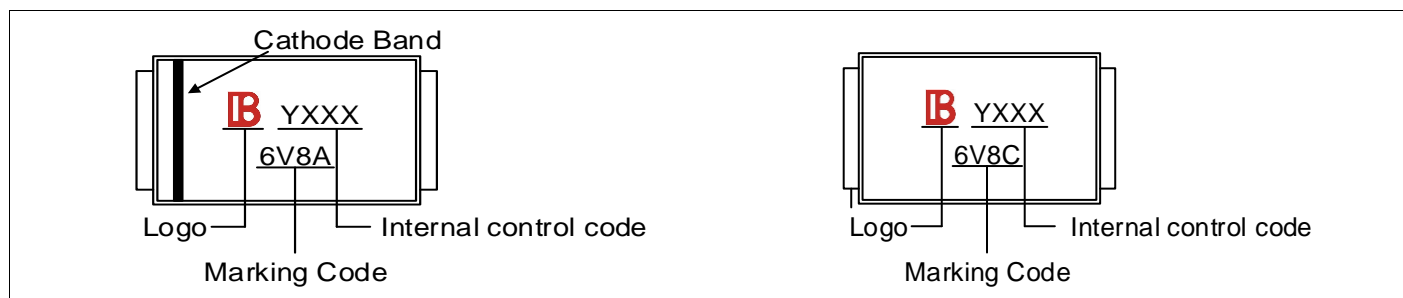 Cathode Band
B YXXX
6V8A
Logo
Internal control code
Marking Code
B YXXX
6V8C
Logo
Internal control code
Marking Code